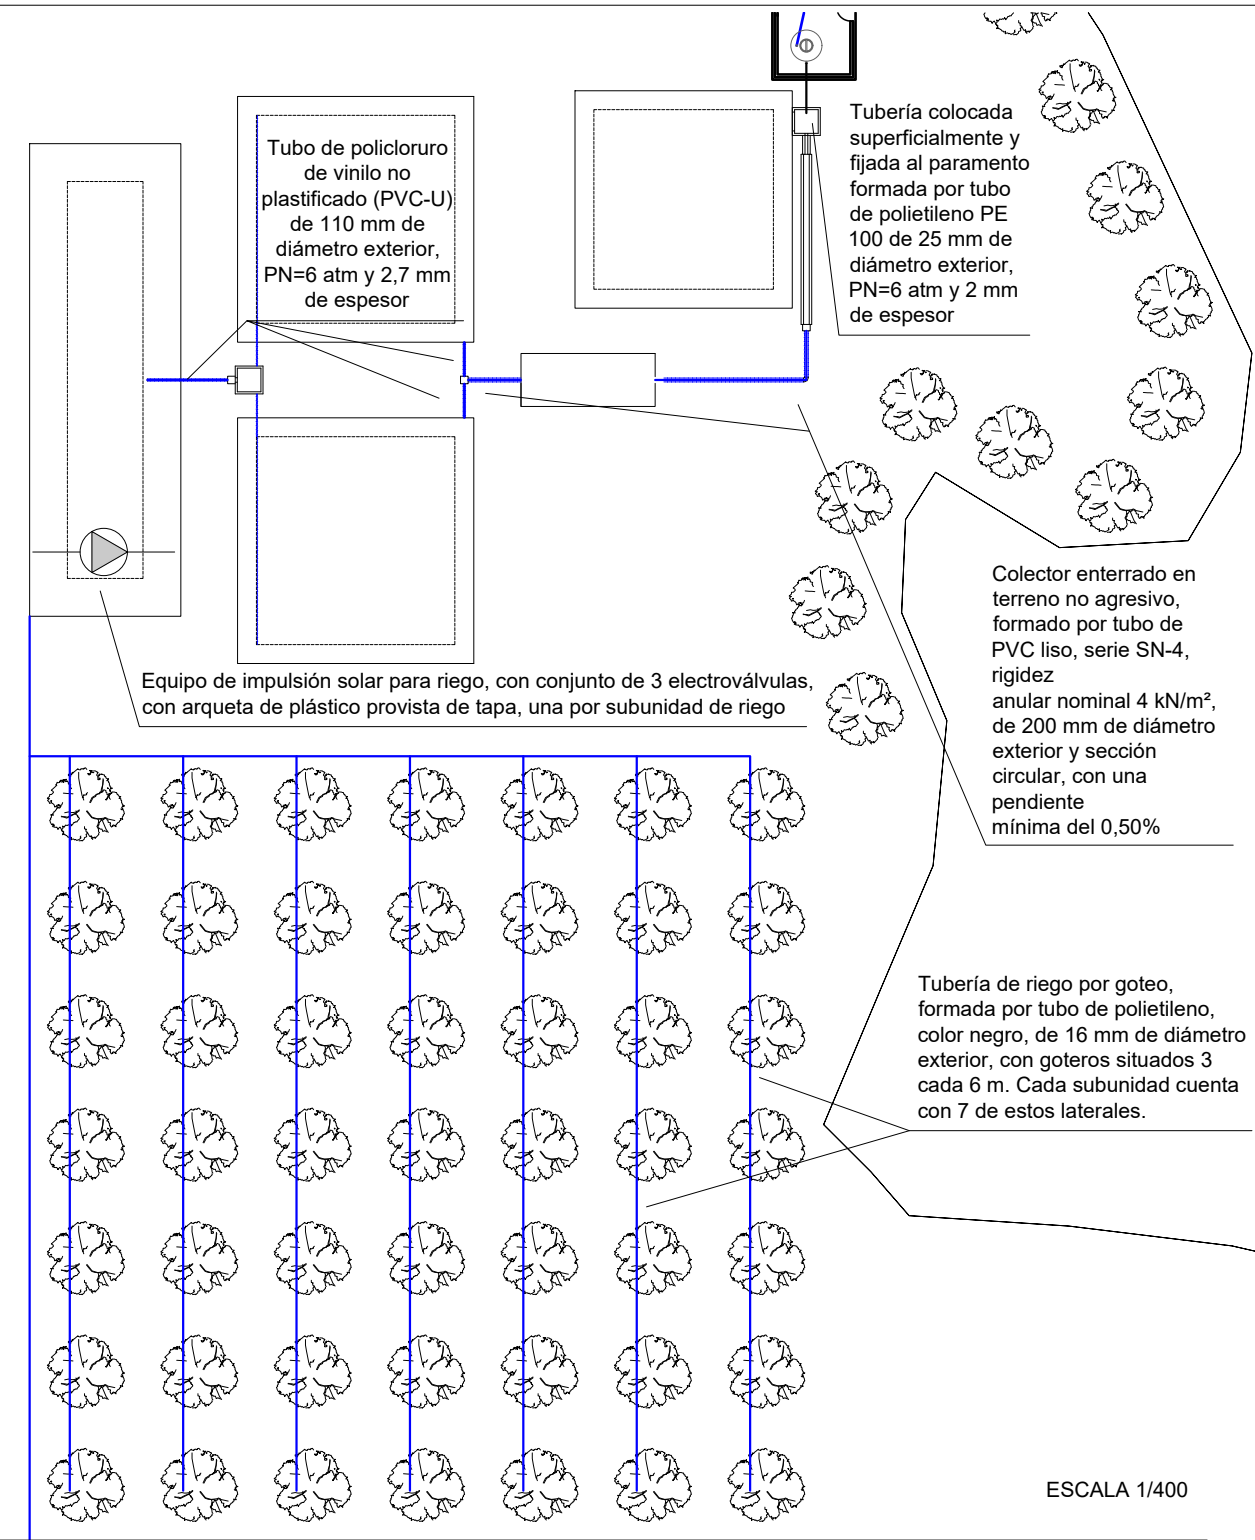 Tubo de policloruro
de vinilo no
plastificado (PVC-U)
de 110 mm de
diámetro exterior,
PN=6 atm y 2,7 mm
de espesor
Tubería colocada
superficialmente y
fijada al paramento
formada por tubo
de polietileno PE
100 de 25 mm de
diámetro exterior,
PN=6 atm y 2 mm
de espesor
Colector enterrado en
terreno no agresivo,
formado por tubo de
PVC liso, serie SN-4,
rigidez
anular nominal 4 kN/m²,
de 200 mm de diámetro
exterior y sección
circular, con una
pendiente
mínima del 0,50%
Equipo de impulsión solar para riego, con conjunto de 3 electroválvulas,
con arqueta de plástico provista de tapa, una por subunidad de riego
Tubería de riego por goteo,
formada por tubo de polietileno,
color negro, de 16 mm de diámetro
exterior, con goteros situados 3
cada 6 m. Cada subunidad cuenta
con 7 de estos laterales.
ESCALA 1/400